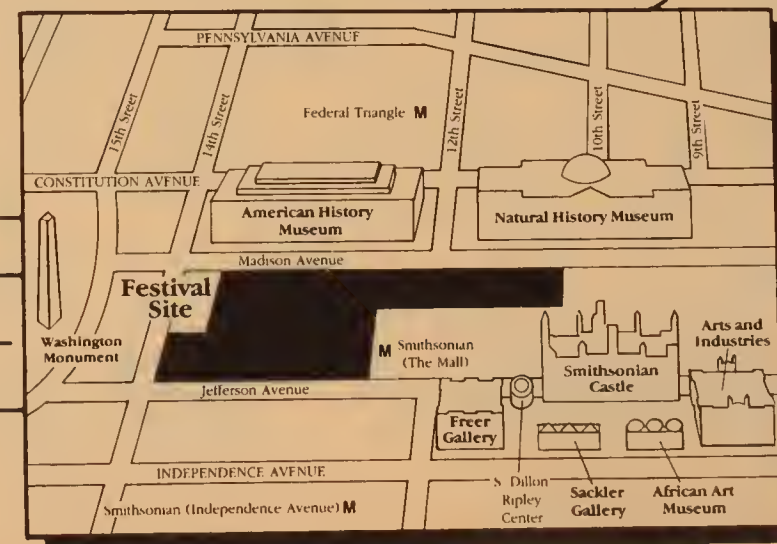 PENNSYLVANIA AVENUE
15th Street
14th Street
Federal Triangle M
12th Street
10th Street
9th Street
CONSTITUTION AVENUE
American History
Museum
Natural History Museum
Madison Avenue
Festival
Site
Washington
Monument
M Smithsonian
(The Mall)
Smithsonian
Castle
Arts and
Industries
Jefferson Avenue
Freer
Gallery
INDEPENDENCE AVENUE
Smithsonian (Independence Avenue) M
S. Dillon
Ripley
Center
Sackler
Gallery
African Art
Museum